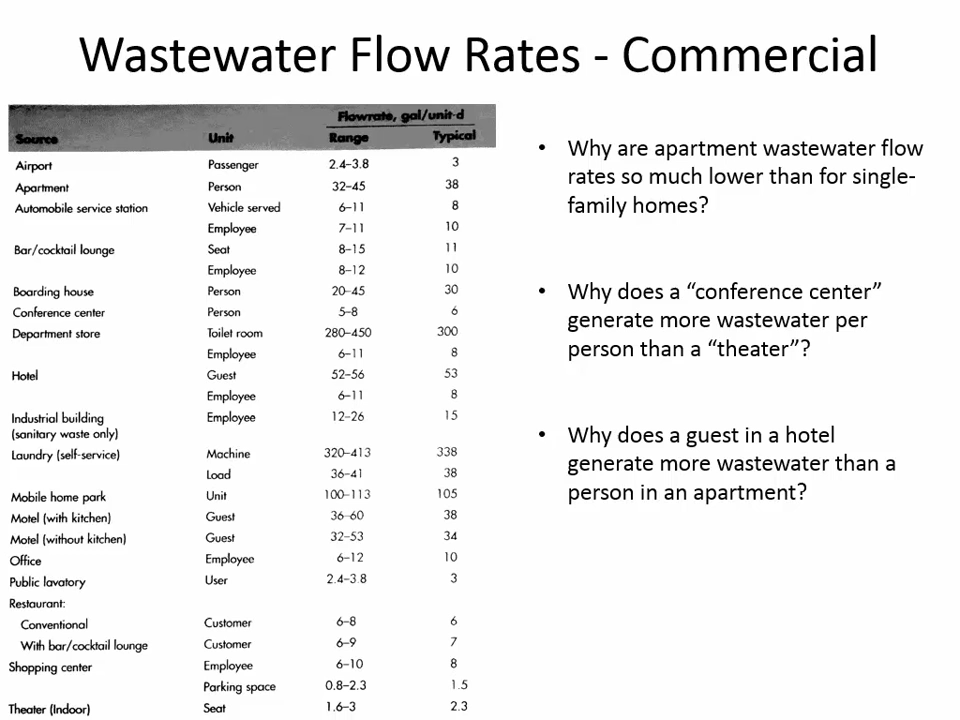 Wastewater Flow Rates - Commercial
Flowrate, gal/unit-d
Source Unit Range Typical
Airport Passenger 2.4–3.8 3
Apartment Person 32–45 38
Automobile service station Vehicle served 6–11 8
Employee 7–11 10
Bar/cocktail lounge Seat 8–15 11
Employee 8–12 10
Boarding house Person 20–45 30
Conference center Person 5–8 6
Department store Toilet room 280–450 300
Employee 6–11 8
Hotel Guest 52–56 53
Employee 6–11 8
Industrial building Employee 12–26 15
(sanitary waste only)
Laundry (self-service) Machine 320–413 338
Load 36–41 38
Mobile home park Unit 100–113 105
Motel (with kitchen) Guest 36–60 38
Motel (without kitchen) Guest 32–53 34
Office Employee 6–12 10
Public lavatory User 2.4–3.8 3
Restaurant:
Conventional Customer 6–8 6
With bar/cocktail lounge Customer 6–9 7
Shopping center Employee 6–10 8
Parking space 0.8–2.3 1.5
Theater (Indoor) Seat 1.6–3 2.3
• Why are apartment wastewater flow
rates so much lower than for single-
family homes?
• Why does a “conference center”
generate more wastewater per
person than a “theater”?
• Why does a guest in a hotel
generate more wastewater than a
person in an apartment?